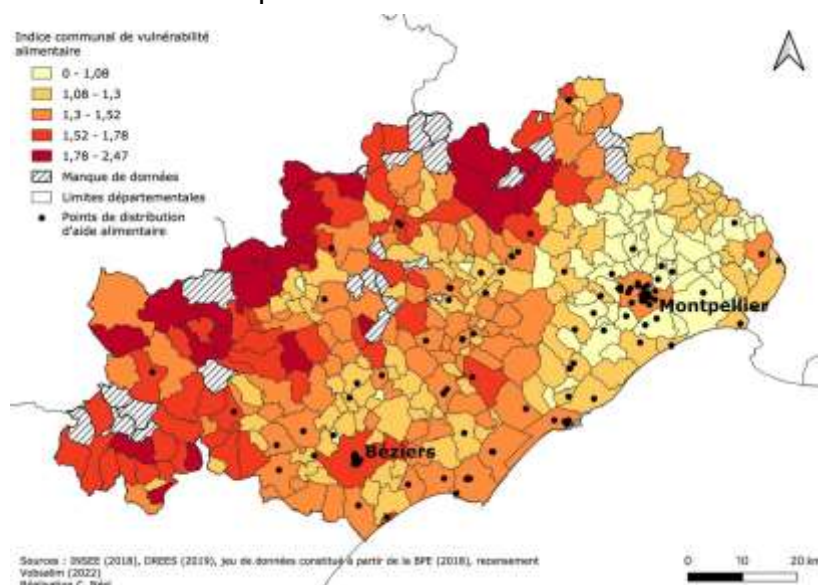 Indice communal de vulnérabilité
alimentaire
0 - 1,08
1,08 - 1,3
1,3 - 1,52
1,52 - 1,78
1,78 - 2,47
Manque de données
Limites départementales
Points de distribution
d'aide alimentaire
Montpellier
Béziers
Sources : INSEE (2018), DREES (2019), jeu de données constitué à partir de la BPE (2018), recensement
(2022)
Réalisation C.
0 10 20 km